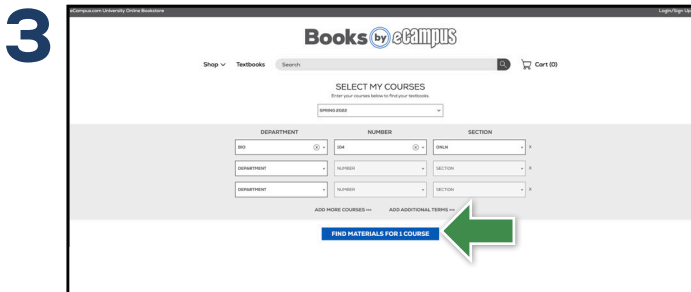 3
eCampus.com University Online Bookstore
Login/Sign Up
Books by eCampus
Shop Textbooks Search Cart (0)
SELECT MY COURSES
Enter your courses below to find your textbooks
SPRING 2022
DEPARTMENT NUMBER SECTION
BIO 104 ONLN X
DEPARTMENT NUMBER SECTION X
DEPARTMENT NUMBER SECTION X
ADD MORE COURSES >>> ADD ADDITIONAL TERMS >>>
FIND MATERIALS FOR 1 COURSE